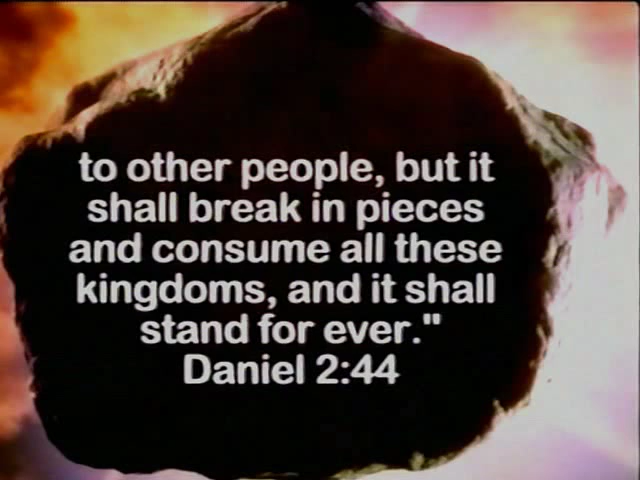 to other people, but it
shall break in pieces
and consume all these
kingdoms, and it shall
stand for ever."
Daniel 2:44